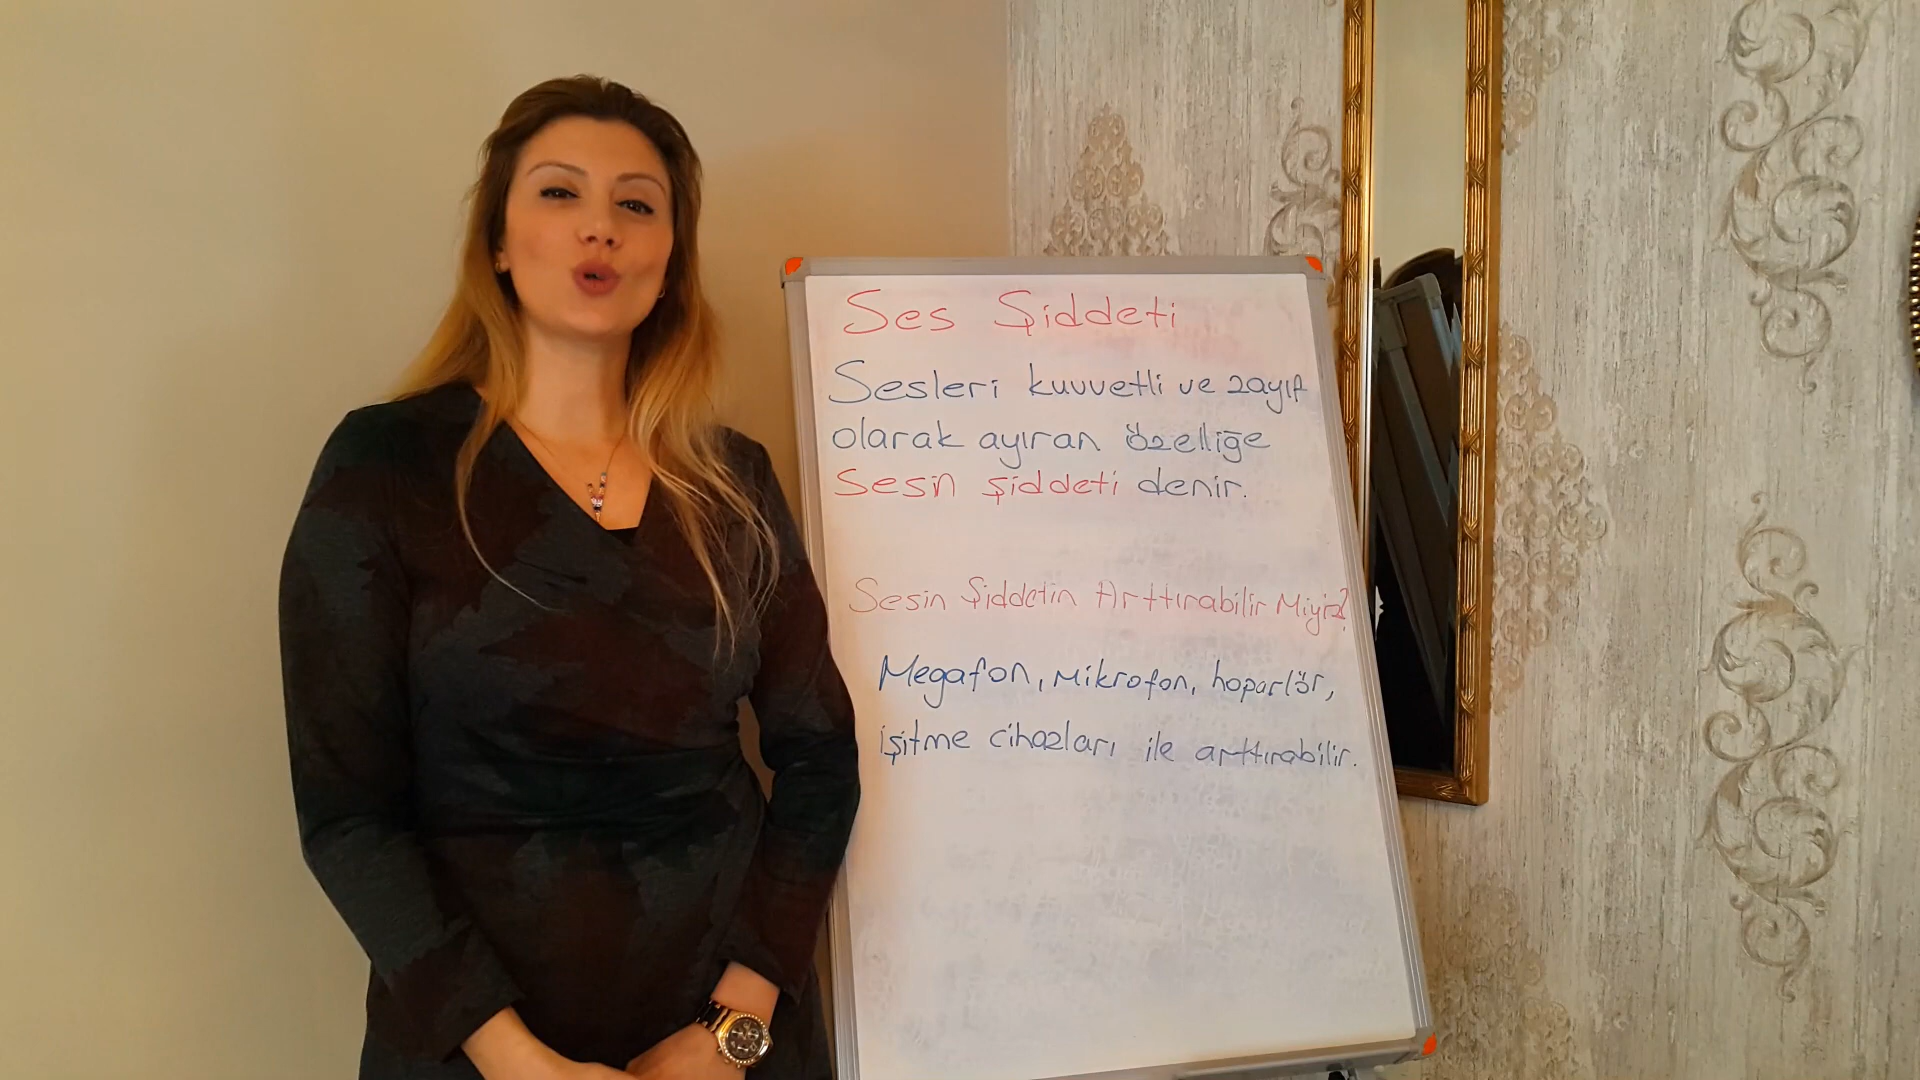 Ses Şiddeti
Sesleri kuvvetli ve zayıf
olarak ayıran özelliğe
Sesin şiddeti denir.
Sesin Şiddetin Arttırabilir Miyiz?
Megafon, Mikrofon, hoparlör,
işitme cihazları ile arttırabilir.